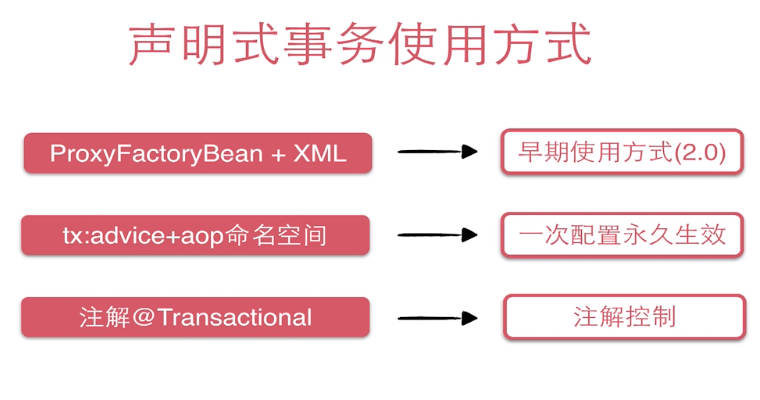 声明式事务使用方式
ProxyFactoryBean + XML
早期使用方式(2.0)
tx:advice+aop命名空间
一次配置永久生效
注解@Transactional
注解控制